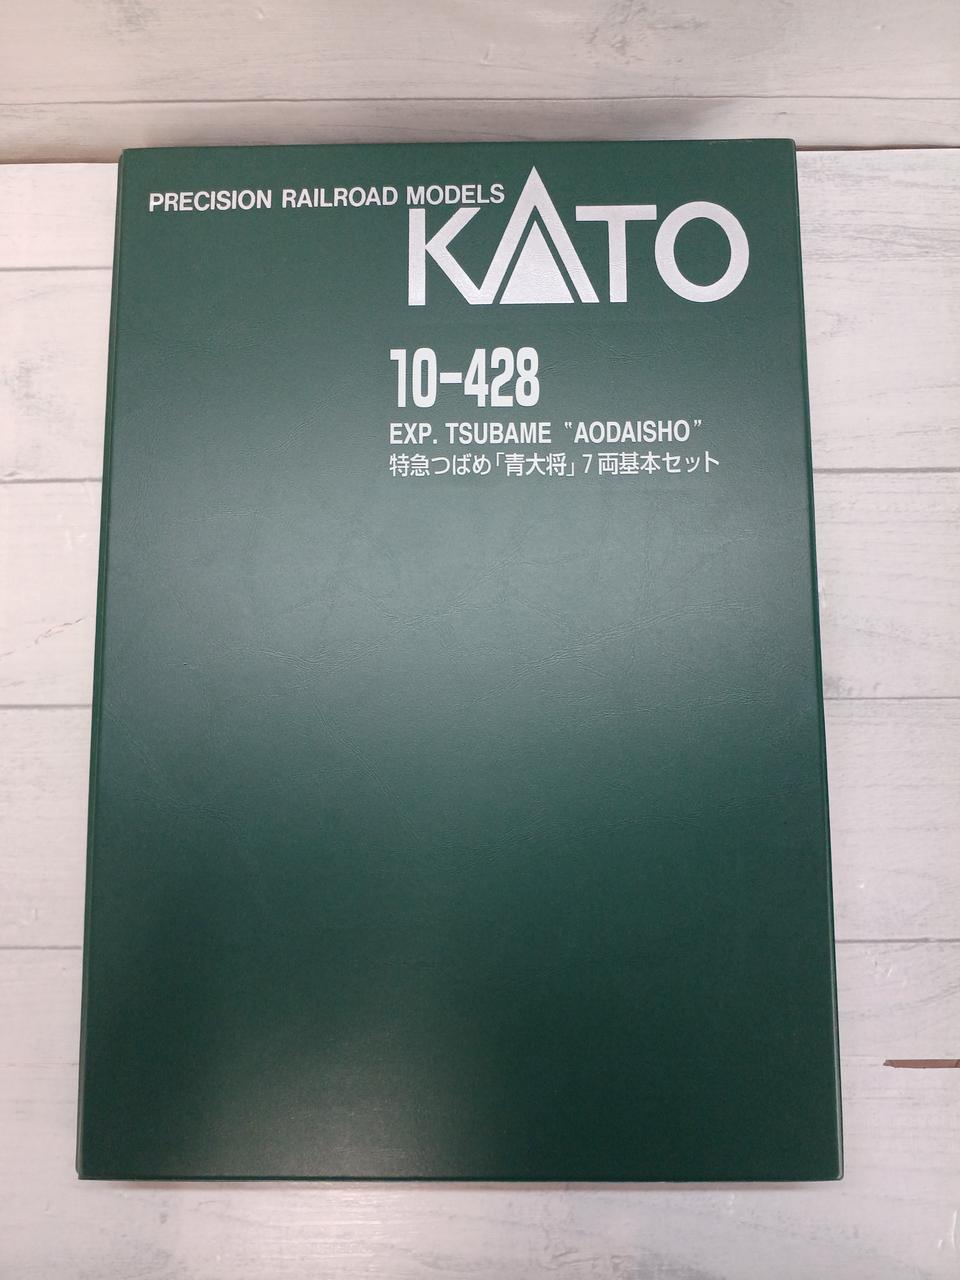 PRECISION RAILROAD MODELS
KATO
10-428
EXP. TSUBAME “AODAISHO”
特急つばめ「青大将」7両基本セット